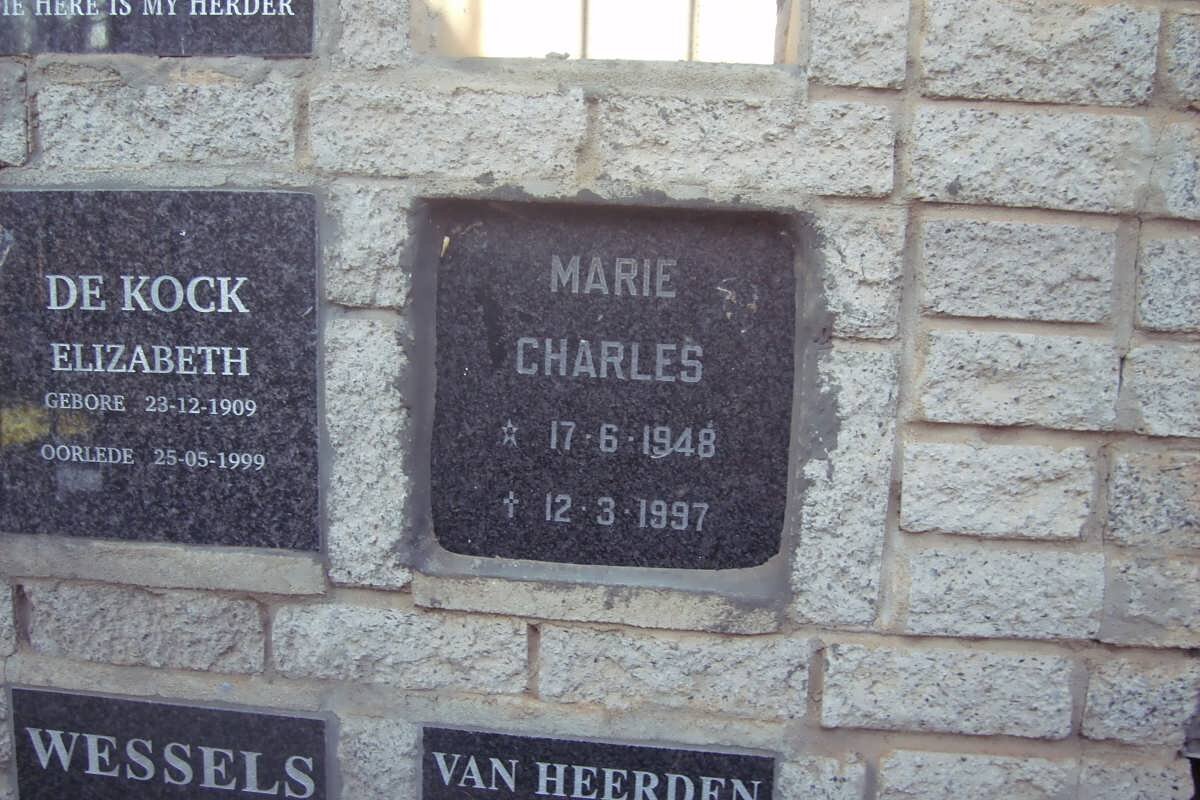 DIE HERE IS MY HERDER
DE KOCK
ELIZABETH
GEBORE 23-12-1909
OORLEDE 25-05-1999
MARIE
CHARLES
☆ 17·6·1948
✝ 12·3·1997
WESSELS
VAN HEERDEN